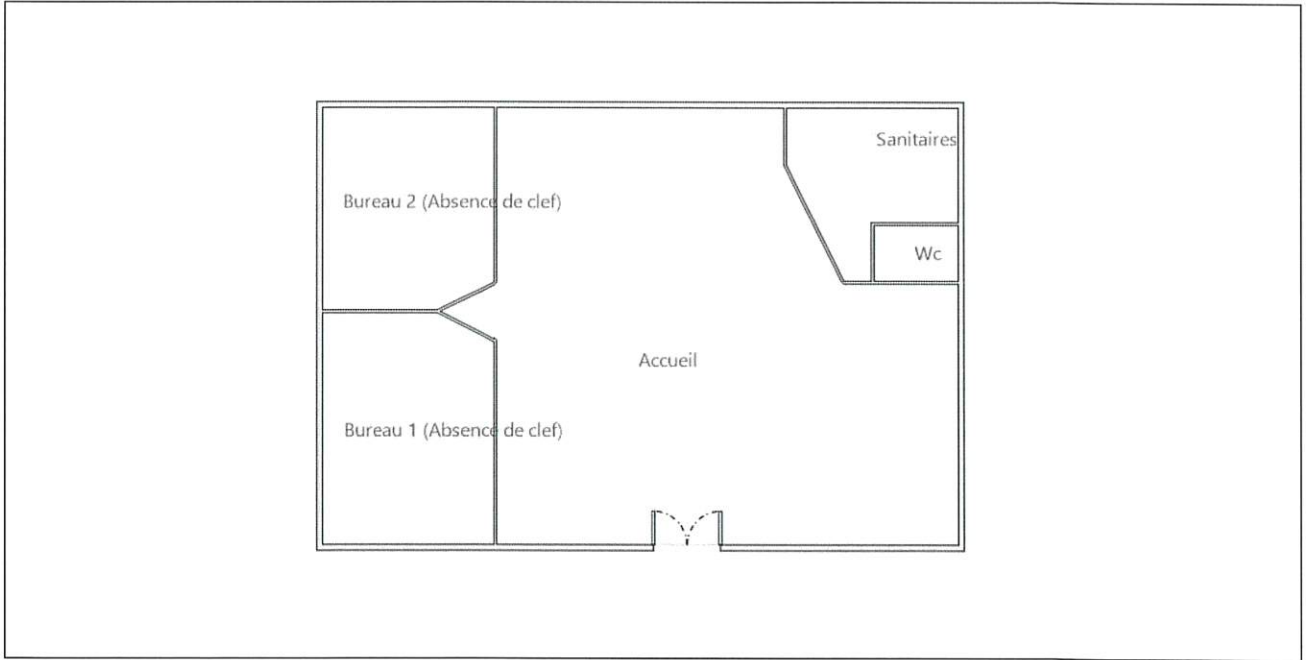 Sanitaires
Bureau 2 (Absence de clef)
Wc
Accueil
Bureau 1 (Absence de clef)